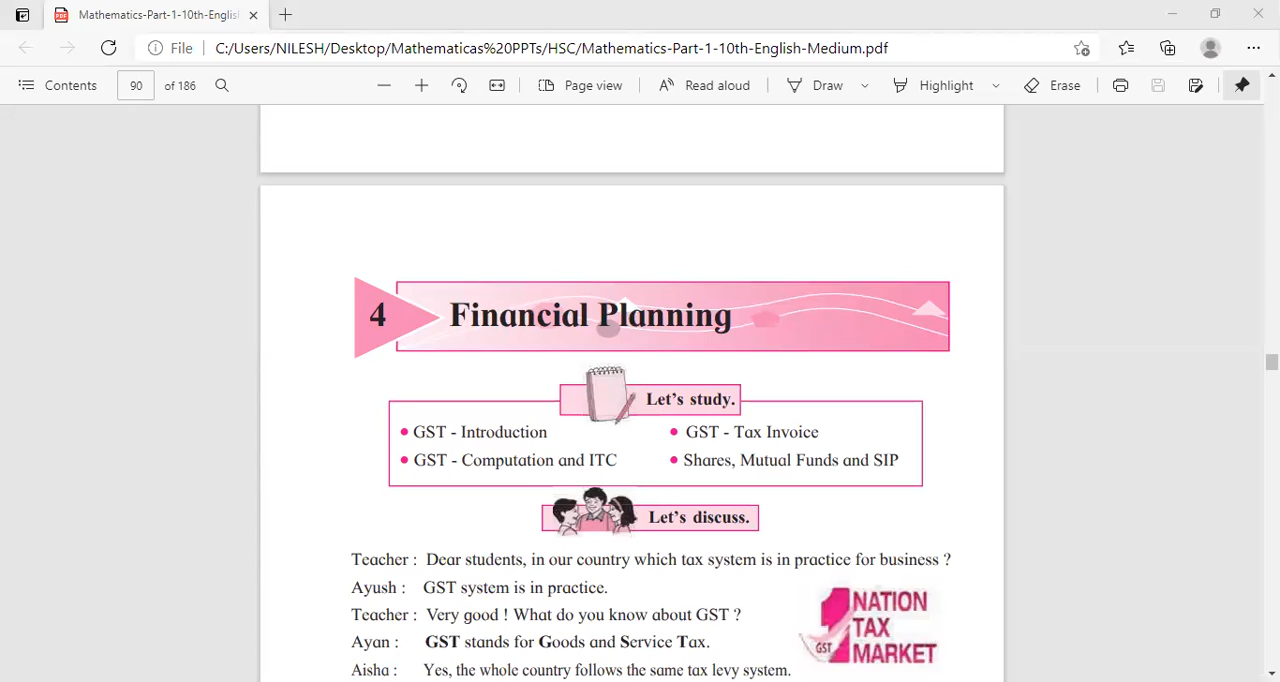 Mathematics-Part-1-10th-Englis
File C:/Users/NILESH/Desktop/Mathematicas%20PPTs/HSC/Mathematics-Part-1-10th-English-Medium.pdf
Contents 90 of 186 Page view Read aloud Draw Highlight Erase
4 Financial Planning
Let's study.
• GST - Introduction • GST - Tax Invoice
• GST - Computation and ITC • Shares, Mutual Funds and SIP
Let's discuss.
Teacher : Dear students, in our country which tax system is in practice for business ?
Ayush : GST system is in practice.
Teacher : Very good ! What do you know about GST ?
Ayan : GST stands for Goods and Service Tax.
Aisha : Yes, the whole country follows the same tax levy system.
1 NATION
TAX
MARKET
GST